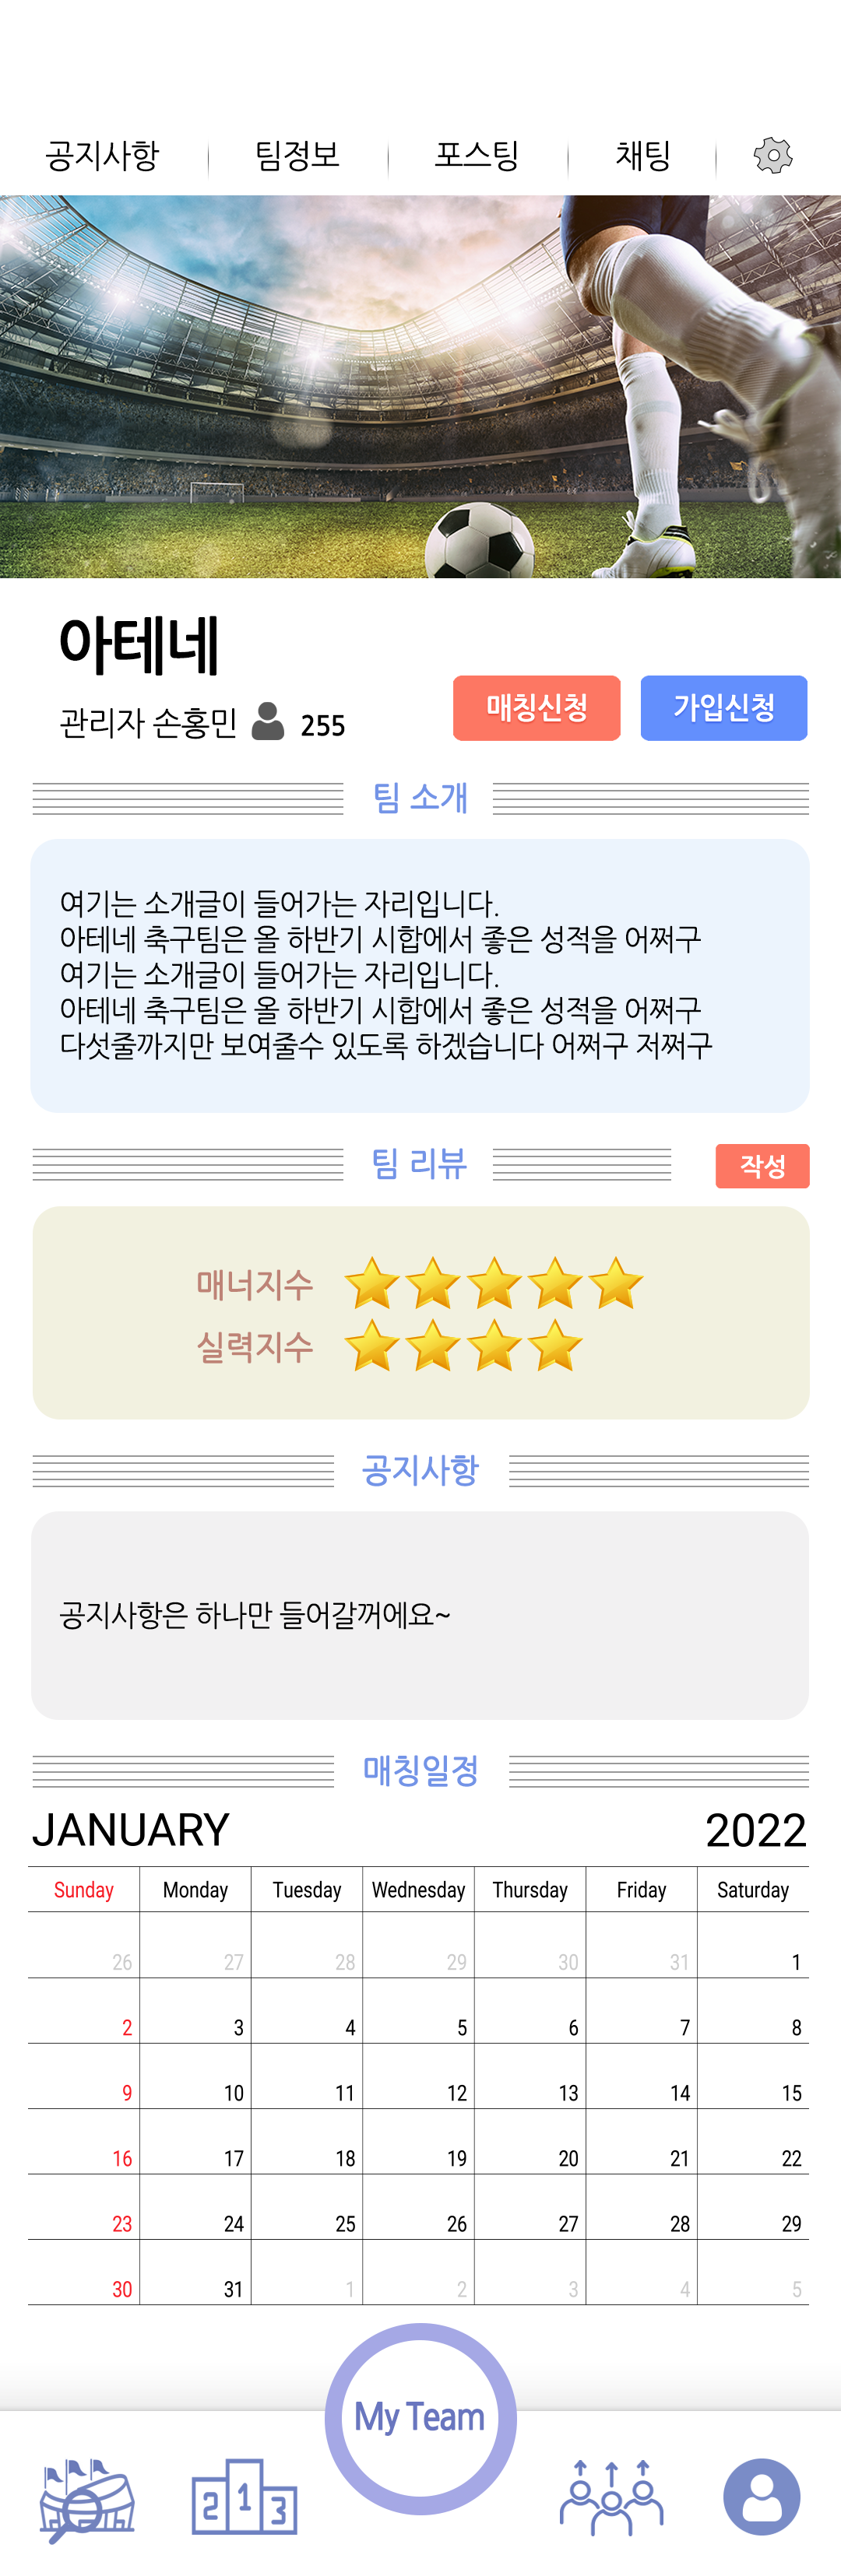 공지사항
팀정보
포스팅
채팅
아테네
관리자 손홍민 255
매칭신청
가입신청
팀 소개
여기는 소개글이 들어가는 자리입니다.
아테네 축구팀은 올 하반기 시합에서 좋은 성적을 어쩌구
여기는 소개글이 들어가는 자리입니다.
아테네 축구팀은 올 하반기 시합에서 좋은 성적을 어쩌구
다섯줄까지만 보여줄수 있도록 하겠습니다 어쩌구 저쩌구
팀 리뷰
작성
매너지수
실력지수
공지사항
공지사항은 하나만 들어갈꺼에요~
매칭일정
JANUARY 2022
Sunday Monday Tuesday Wednesday Thursday Friday Saturday
26 27 28 29 30 31 1
2 3 4 5 6 7 8
9 10 11 12 13 14 15
16 17 18 19 20 21 22
23 24 25 26 27 28 29
30 31 1 2 3 4 5
My Team
2 1 3